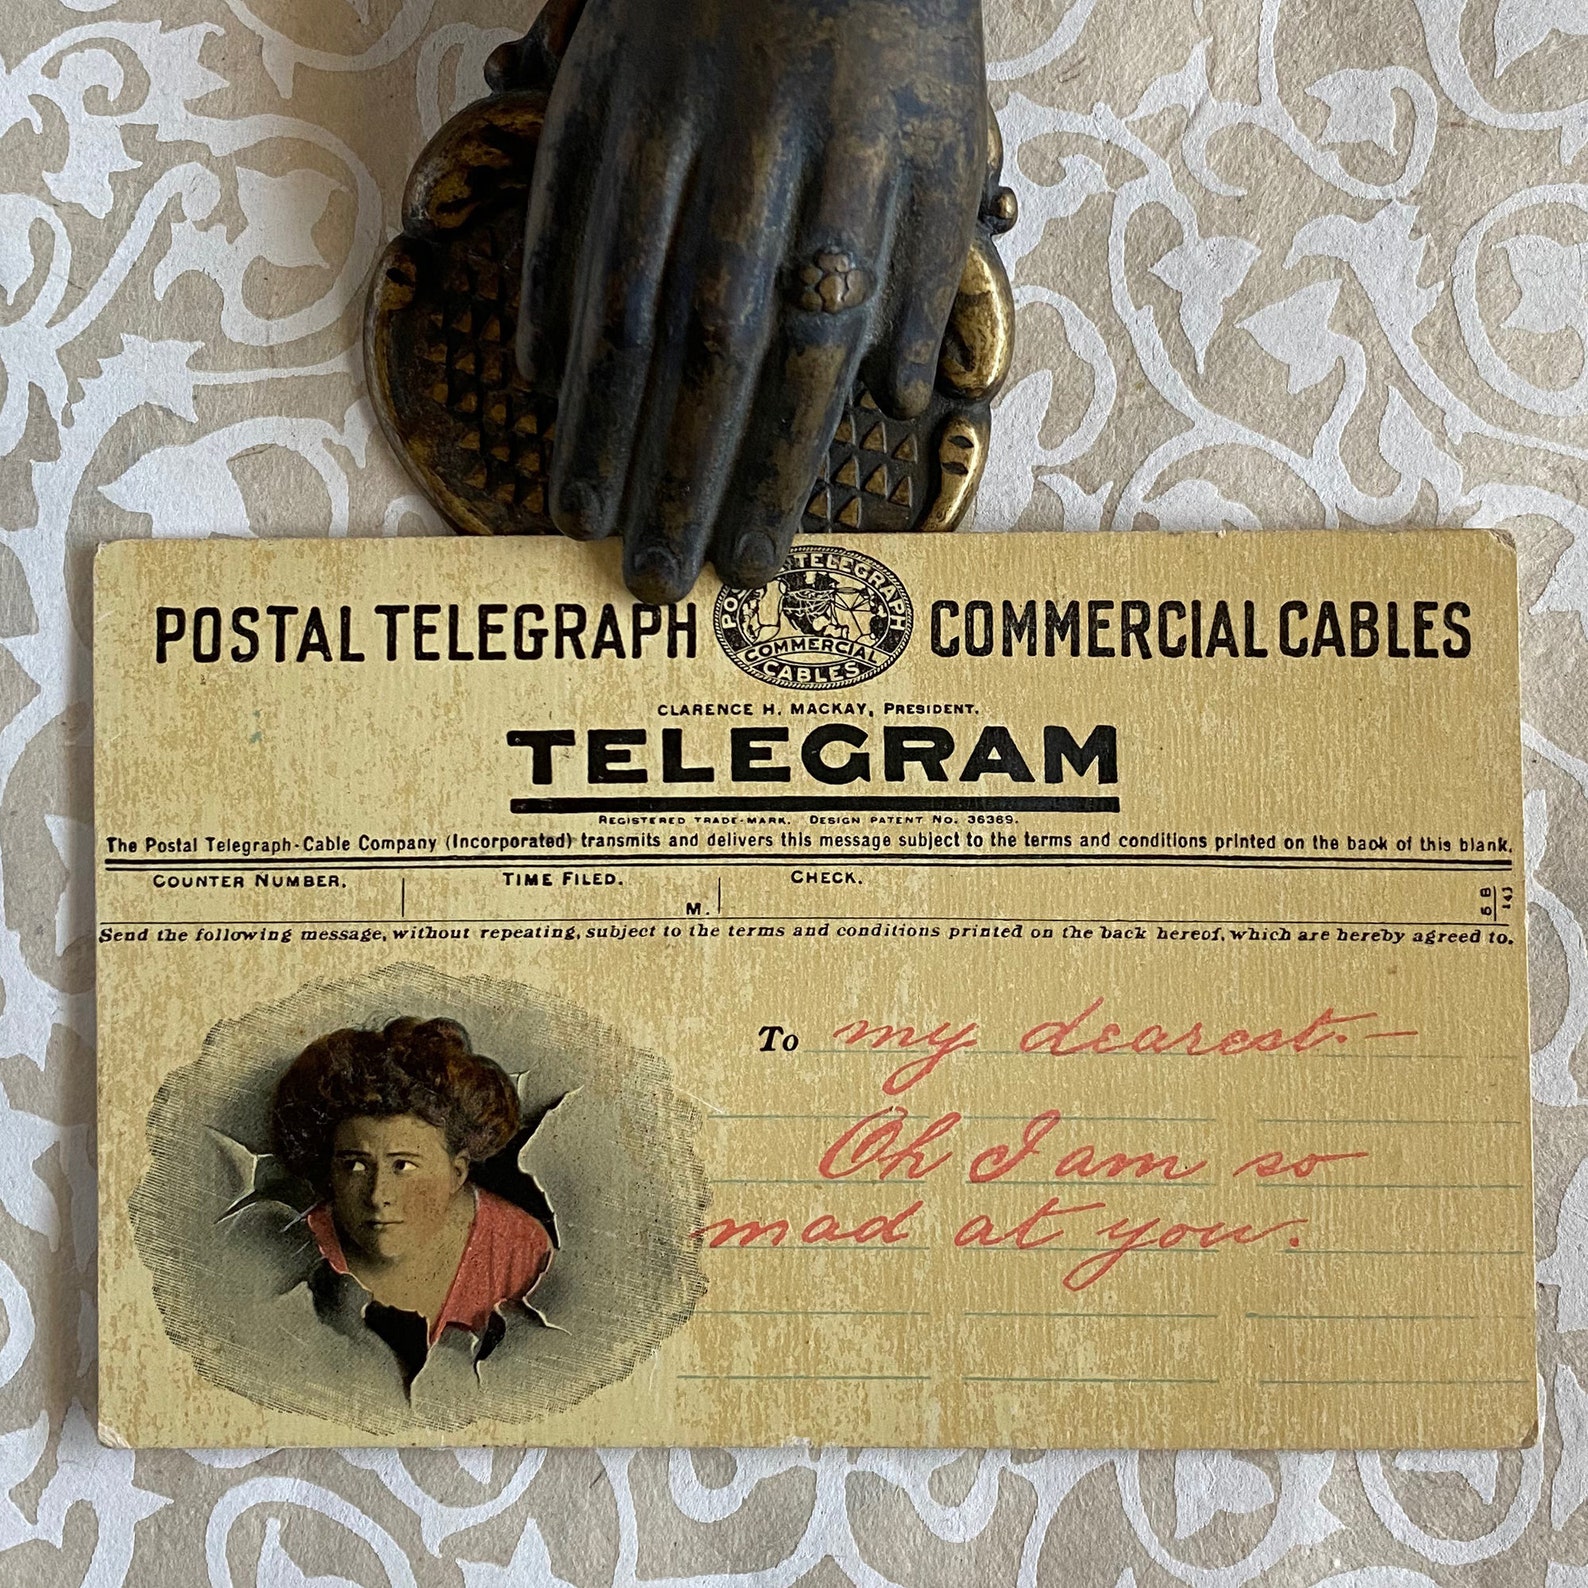 POSTAL TELEGRAPH COMMERCIAL CABLES
TELEGRAPH
COMMERCIAL
CABLES
CLARENCE H. MACKAY, PRESIDENT.
TELEGRAM
REGISTERED TRADE-MARK. DESIGN PATENT No. 36369.
The Postal Telegraph-Cable Company (Incorporated) transmits and delivers this message subject to the terms and conditions printed on the back of this blank.
COUNTER NUMBER. TIME FILED. CHECK.
M.
5 B
143
Send the following message, without repeating, subject to the terms and conditions printed on the back hereof, which are hereby agreed to.
To my dearest.—
Oh I am so
mad at you.